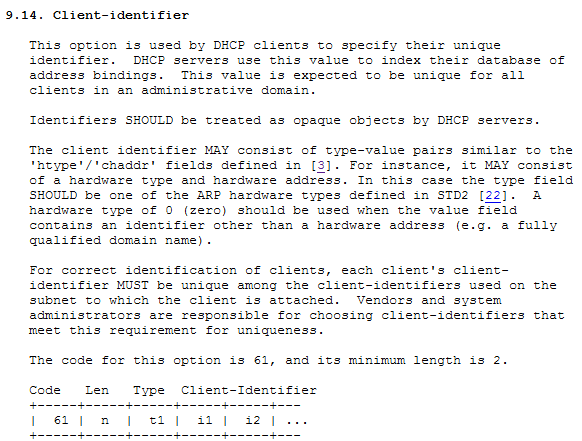 9.14. Client-identifier
This option is used by DHCP clients to specify their unique
identifier.  DHCP servers use this value to index their database of
address bindings.  This value is expected to be unique for all
clients in an administrative domain.
Identifiers SHOULD be treated as opaque objects by DHCP servers.
The client identifier MAY consist of type-value pairs similar to the
'htype'/'chaddr' fields defined in [3]. For instance, it MAY consist
of a hardware type and hardware address. In this case the type field
SHOULD be one of the ARP hardware types defined in STD2 [22].  A
hardware type of 0 (zero) should be used when the value field
contains an identifier other than a hardware address (e.g. a fully
qualified domain name).
For correct identification of clients, each client's client-
identifier MUST be unique among the client-identifiers used on the
subnet to which the client is attached.  Vendors and system
administrators are responsible for choosing client-identifiers that
meet this requirement for uniqueness.
The code for this option is 61, and its minimum length is 2.
Code   Len   Type  Client-Identifier
+-----+-----+-----+-----+-----+---
|  61 |  n  |  t1 |  i1 |  i2 | ...
+-----+-----+-----+-----+-----+---